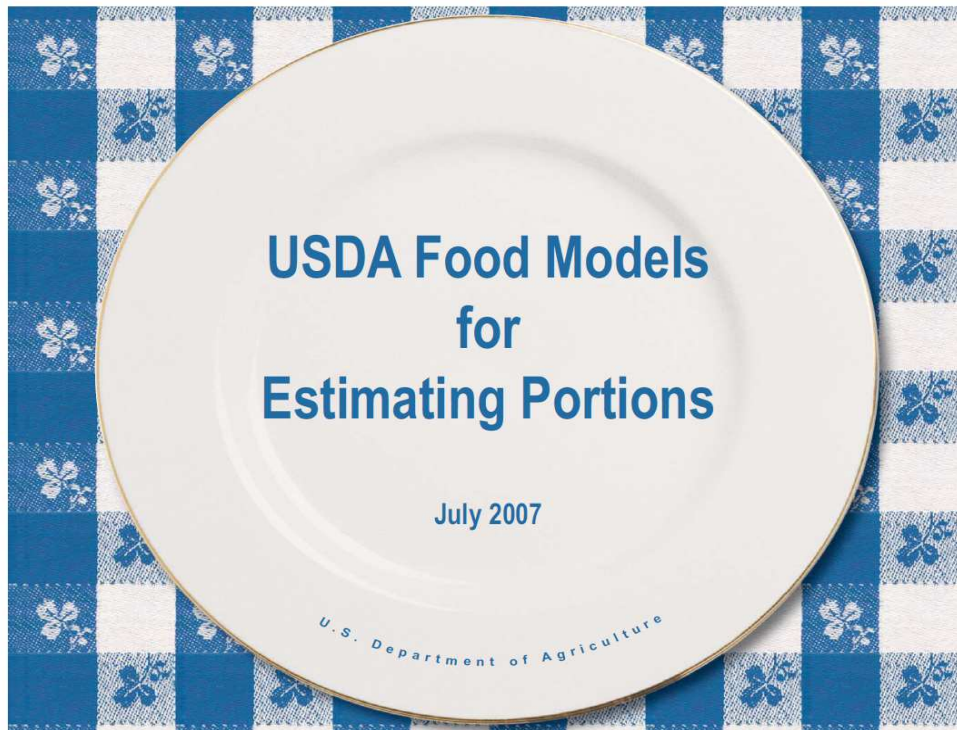 USDA Food Models
for
Estimating Portions
July 2007
U.S. Department of Agriculture